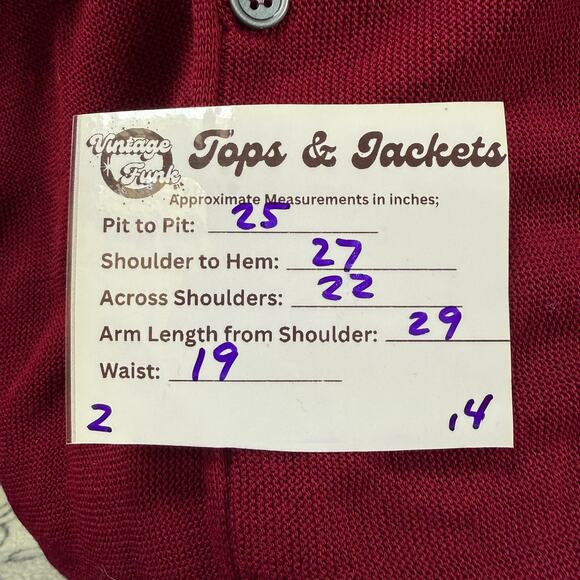 Vintage Funk
Tops & Jackets
Approximate Measurements in inches;
Pit to Pit: 25
Shoulder to Hem: 27
Across Shoulders: 22
Arm Length from Shoulder: 29
Waist: 19
2 .4